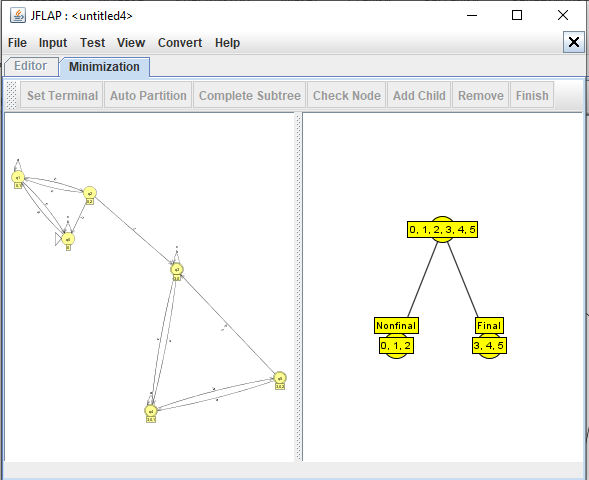 JFLAP : <untitled4>
File Input Test View Convert Help
Editor Minimization
Set Terminal Auto Partition Complete Subtree Check Node Add Child Remove Finish
0, 1, 2, 3, 4, 5
Nonfinal Final
0, 1, 2 3, 4, 5